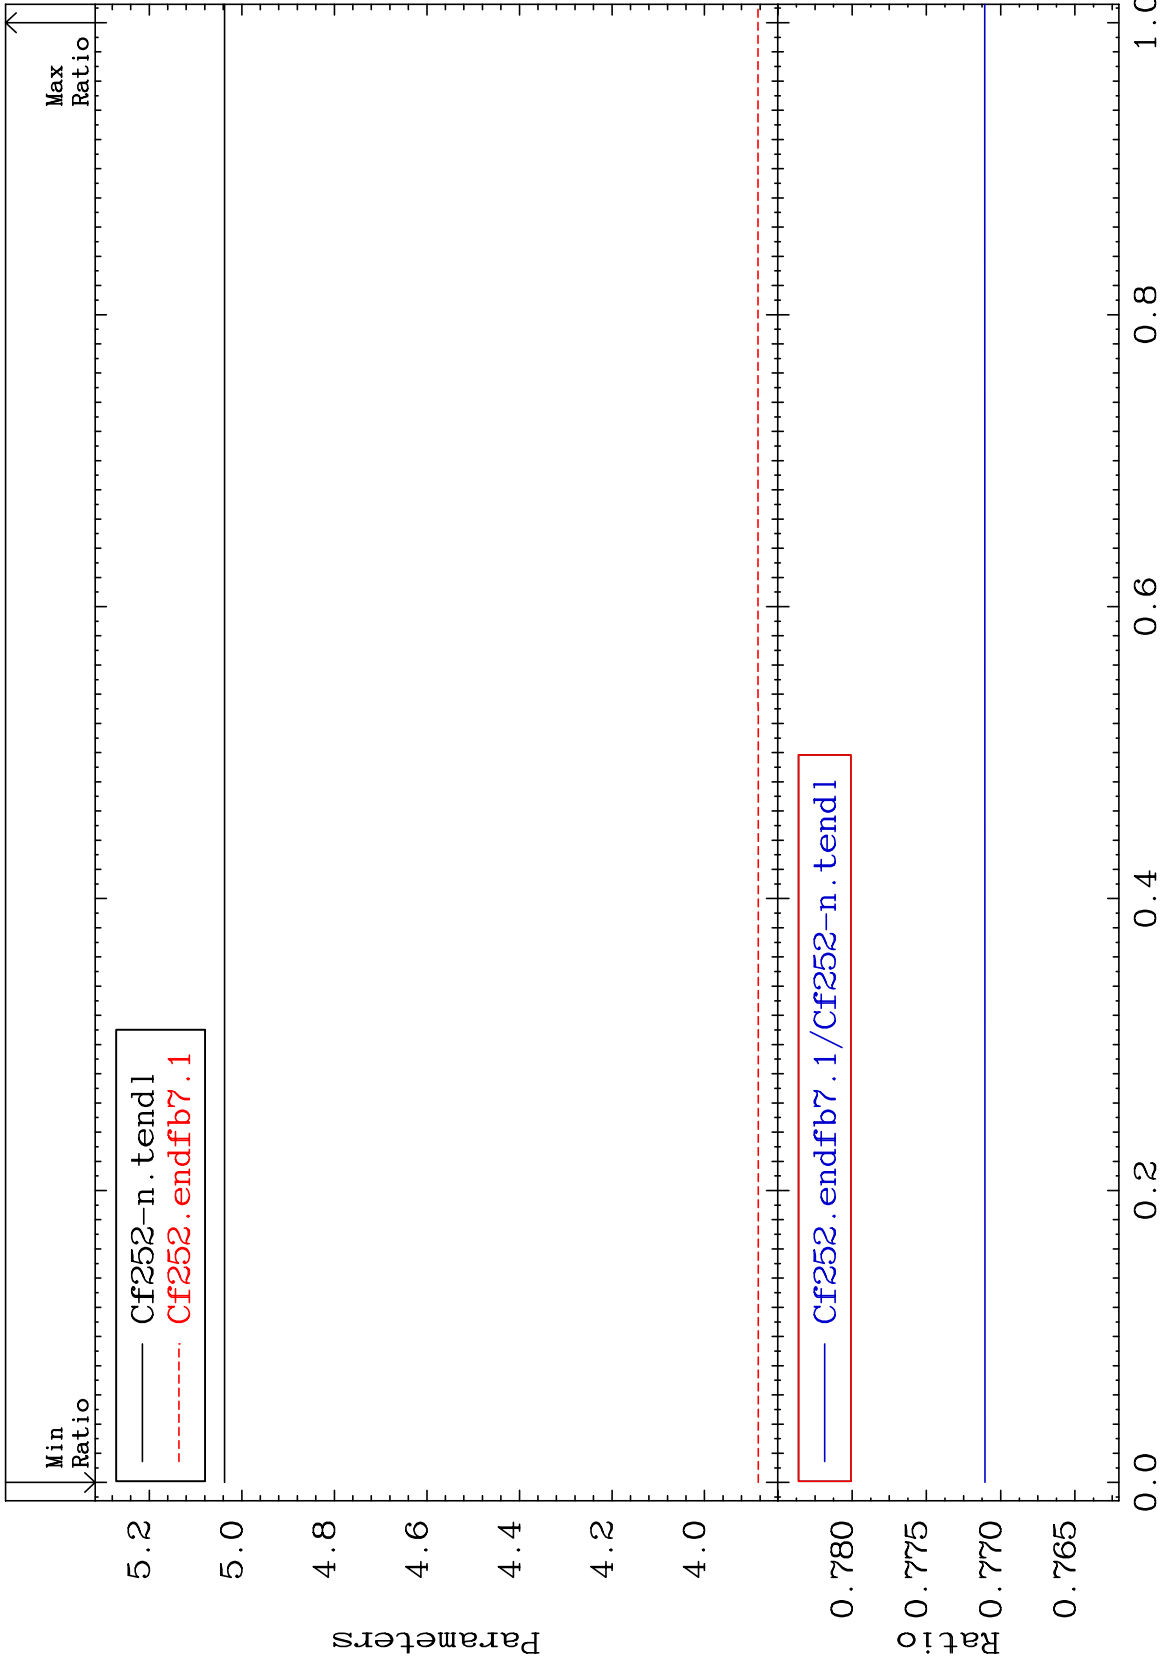 Min
Ratio
Max
Ratio
Cf252-n.tendl
Cf252.endfb7.1
5.2
5.0
4.8
4.6
4.4
4.2
4.0
Parameters
Cf252.endfb7.1/Cf252-n.tendl
0.780
0.775
0.770
0.765
Ratio
0.0
0.2
0.4
0.6
0.8
1.0